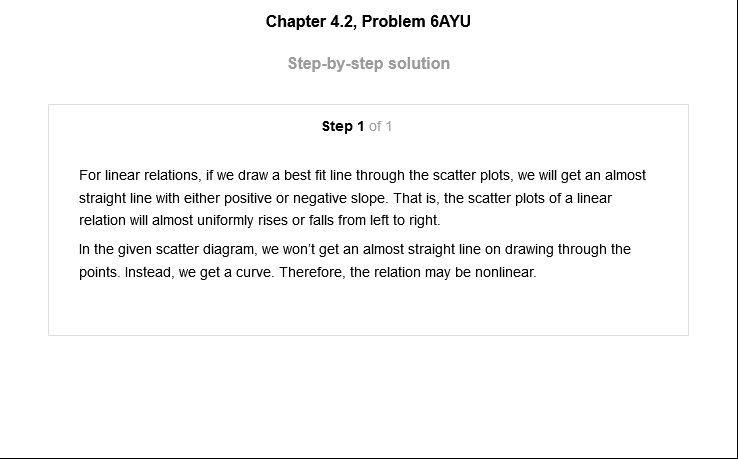 Chapter 4.2, Problem 6AYU
Step-by-step solution
Step 1 of 1
For linear relations, if we draw a best fit line through the scatter plots, we will get an almost
straight line with either positive or negative slope. That is, the scatter plots of a linear
relation will almost uniformly rises or falls from left to right.
In the given scatter diagram, we won't get an almost straight line on drawing through the
points. Instead, we get a curve. Therefore, the relation may be nonlinear.